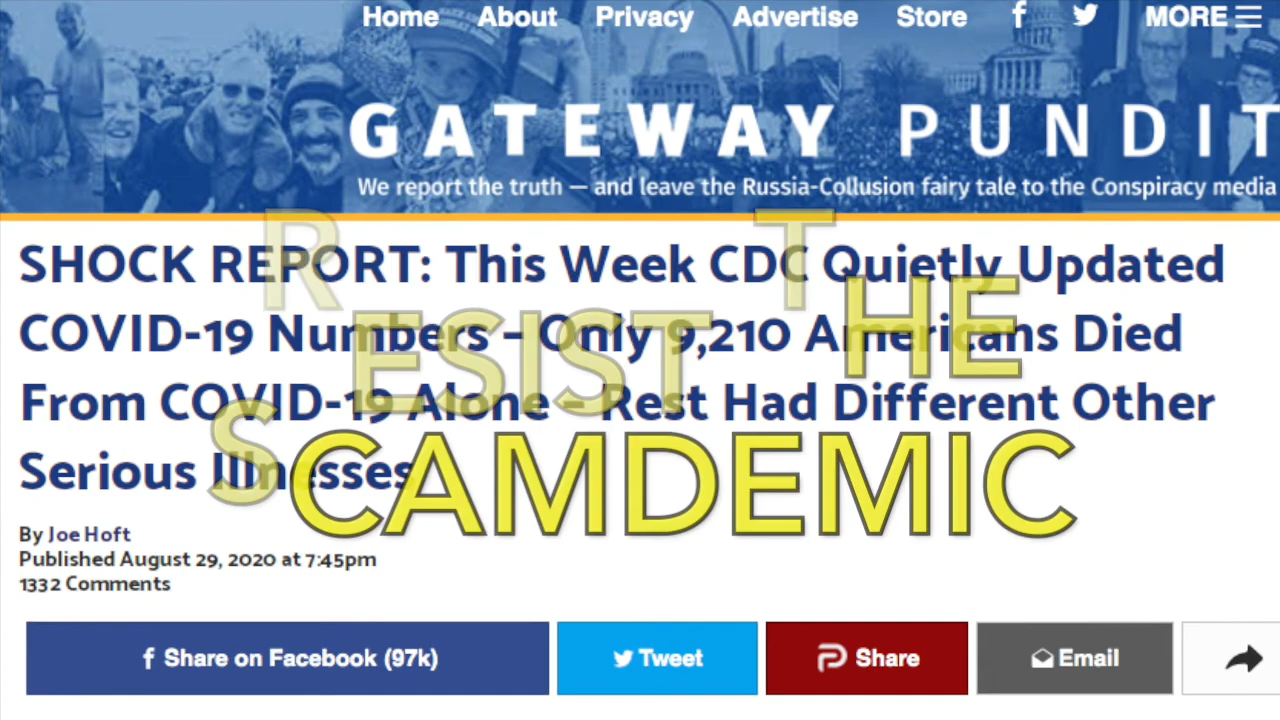 Home About Privacy Advertise Store MORE
GATEWAY PUNDIT
We report the truth — and leave the Russia-Collusion fairy tale to the Conspiracy media
SHOCK REPORT: This Week CDC Quietly Updated
COVID-19 Numbers – Only 9,210 Americans Died
From COVID-19 Alone – Rest Had Different Other
Serious Illnesses
RESIST THE
SCAMDEMIC
By Joe Hoft
Published August 29, 2020 at 7:45pm
1332 Comments
Share on Facebook (97k) Tweet Share Email